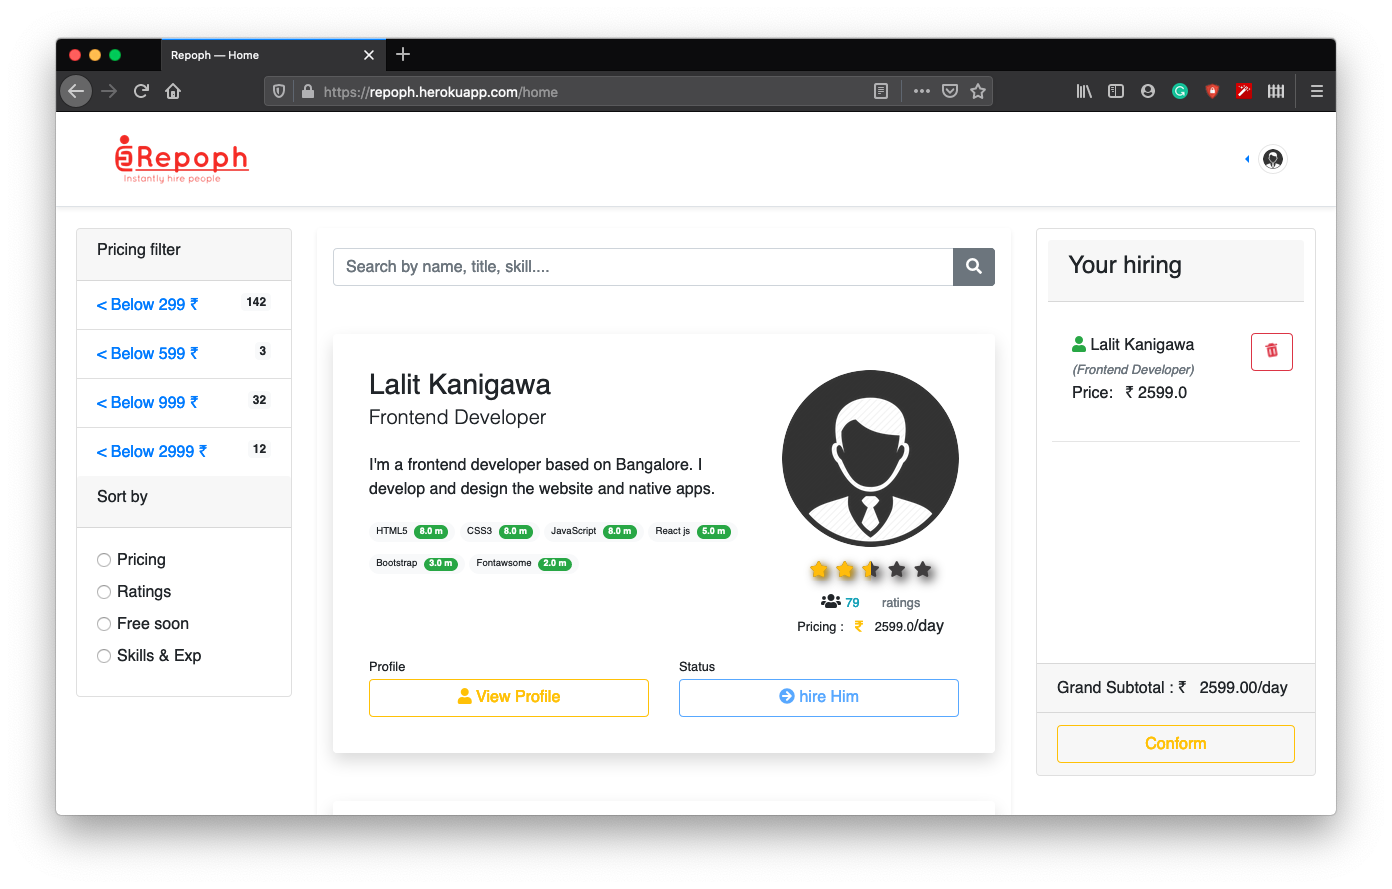 Repoph — Home
https://repoph.herokuapp.com/home
Repoph
Instantly hire people
Pricing filter
< Below 299 ₹ 142
< Below 599 ₹ 3
< Below 999 ₹ 32
< Below 2999 ₹ 12
Sort by
Pricing
Ratings
Free soon
Skills & Exp
Search by name, title, skill....
Lalit Kanigawa
Frontend Developer
I'm a frontend developer based on Bangalore. I
develop and design the website and native apps.
HTML5 8.0 m CSS3 8.0 m JavaScript 8.0 m React js 5.0 m
Bootstrap 3.0 m Fontawsome 2.0 m
79 ratings
Pricing : ₹ 2599.0/day
Profile
View Profile
Status
hire Him
Your hiring
Lalit Kanigawa
(Frontend Developer)
Price: ₹ 2599.0
Grand Subtotal : ₹ 2599.00/day
Conform